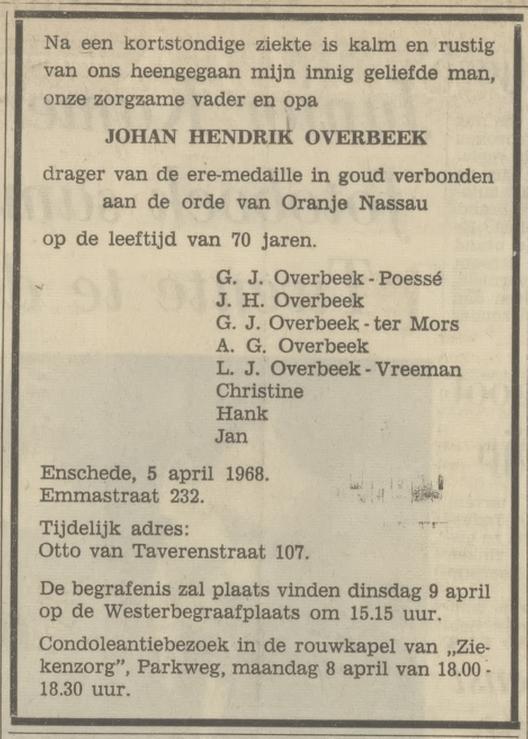 Na een kortstondige ziekte is kalm en rustig
van ons heengegaan mijn innig geliefde man,
onze zorgzame vader en opa
JOHAN HENDRIK OVERBEEK
drager van de ere-medaille in goud verbonden
aan de orde van Oranje Nassau
op de leeftijd van 70 jaren.
G. J. Overbeek - Poessé
J. H. Overbeek
G. J. Overbeek - ter Mors
A. G. Overbeek
L. J. Overbeek - Vreeman
Christine
Hank
Jan
Enschede, 5 april 1968.
Emmastraat 232.
Tijdelijk adres:
Otto van Taverenstraat 107.
De begrafenis zal plaats vinden dinsdag 9 april
op de Westerbegraafplaats om 15.15 uur.
Condoleantiebezoek in de rouwkapel van „Zie-
kenzorg”, Parkweg, maandag 8 april van 18.00 -
18.30 uur.